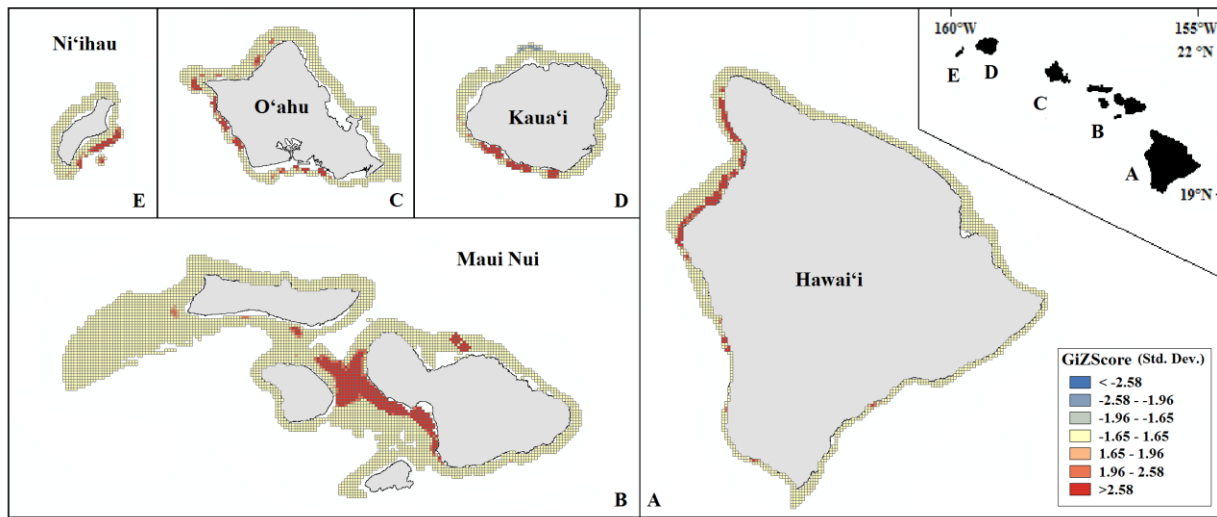 Ni‘ihau
E
O‘ahu
C
Kaua‘i
D
Maui Nui
B
Hawai‘i
A
160°W
155°W
22 °N
E
D
C
B
A
19°N
GiZScore (Std. Dev.)
< -2.58
-2.58 - -1.96
-1.96 - -1.65
-1.65 - 1.65
1.65 - 1.96
1.96 - 2.58
>2.58